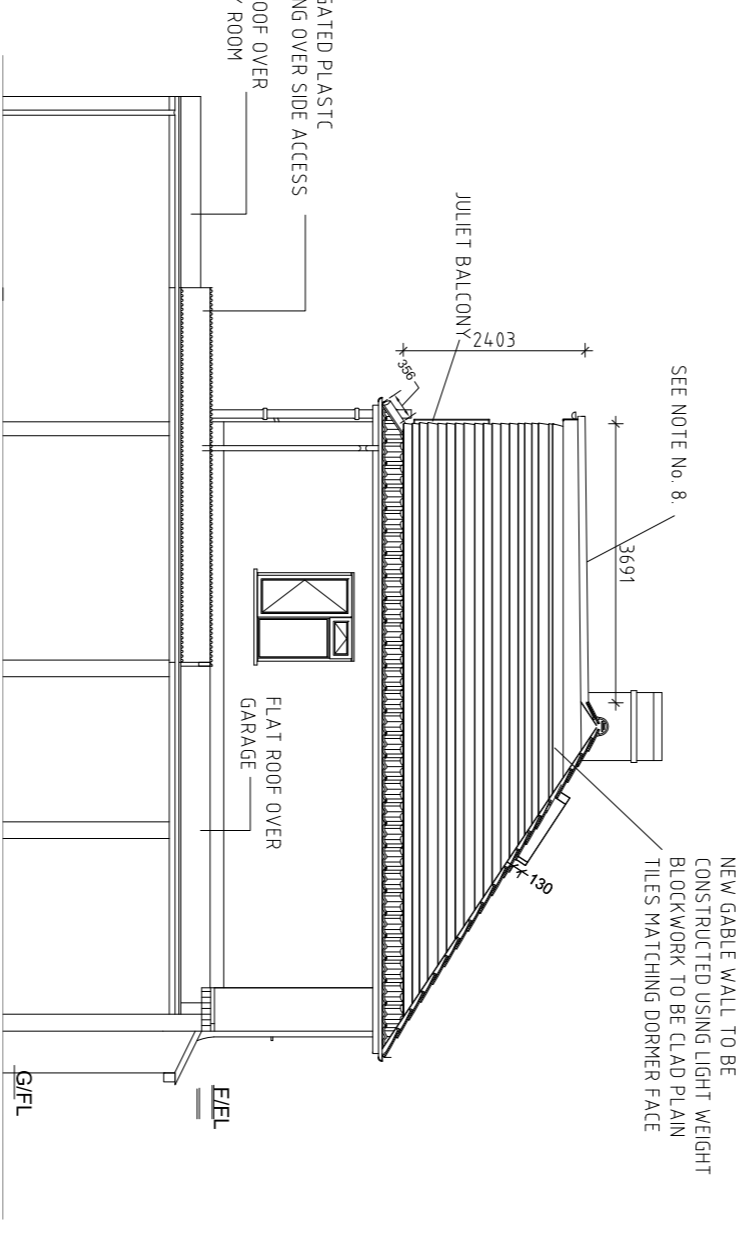 NEW GABLE WALL TO BE
CONSTRUCTED USING LIGHT WEIGHT
BLOCKWORK TO BE CLAD PLAIN
TILES MATCHING DORMER FACE
SEE NOTE No. 8.
3691
2403
JULIET BALCONY
356
130
GATED PLASTC
NG OVER SIDE ACCESS
OOF OVER
Y ROOM
FLAT ROOF OVER
GARAGE
F/FL
G/FL